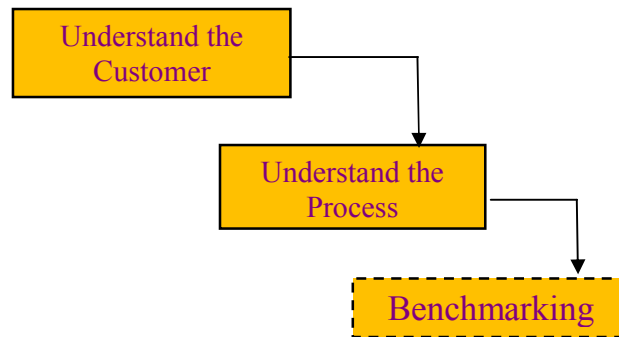 Understand the
Customer
Understand the
Process
Benchmarking